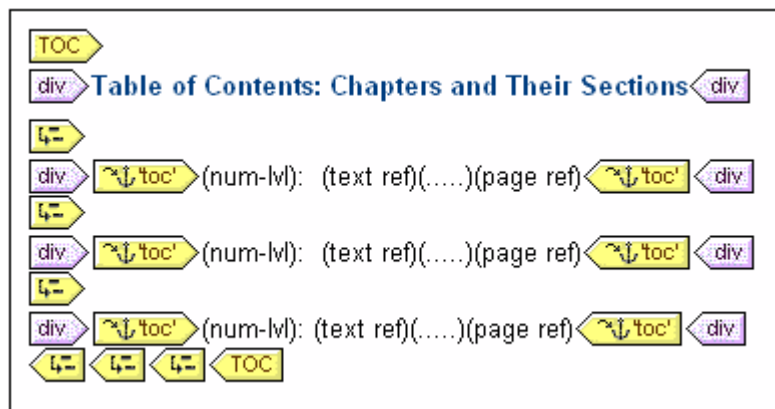 TOC
div Table of Contents: Chapters and Their Sections div
div 'toc' (num-lvl): (text ref)(.....)(page ref) 'toc' div
div 'toc' (num-lvl): (text ref)(.....)(page ref) 'toc' div
div 'toc' (num-lvl): (text ref)(.....)(page ref) 'toc' div
TOC